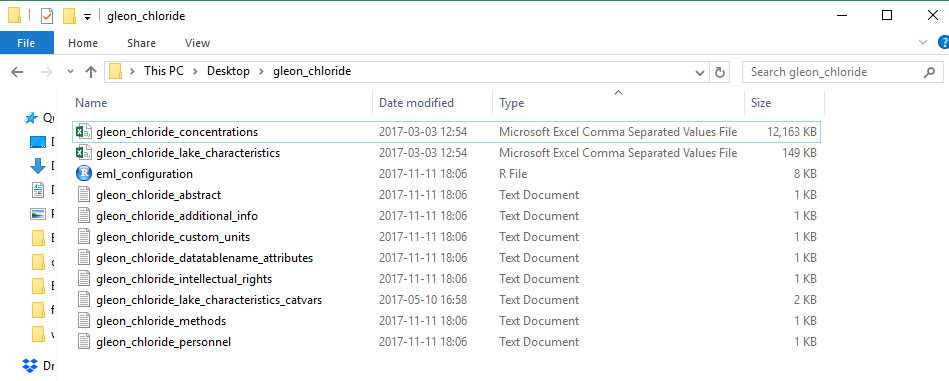 gleon_chloride
File Home Share View
This PC Desktop gleon_chloride Search gleon_chloride
Name Date modified Type Size
gleon_chloride_concentrations 2017-03-03 12:54 Microsoft Excel Comma Separated Values File 12,163 KB
gleon_chloride_lake_characteristics 2017-03-03 12:54 Microsoft Excel Comma Separated Values File 149 KB
eml_configuration 2017-11-11 18:06 R File 8 KB
gleon_chloride_abstract 2017-11-11 18:06 Text Document 1 KB
gleon_chloride_additional_info 2017-11-11 18:06 Text Document 1 KB
gleon_chloride_custom_units 2017-11-11 18:06 Text Document 1 KB
gleon_chloride_datatablename_attributes 2017-11-11 18:06 Text Document 1 KB
gleon_chloride_intellectual_rights 2017-11-11 18:06 Text Document 1 KB
gleon_chloride_lake_characteristics_catvars 2017-05-10 16:58 Text Document 2 KB
gleon_chloride_methods 2017-11-11 18:06 Text Document 1 KB
gleon_chloride_personnel 2017-11-11 18:06 Text Document 1 KB